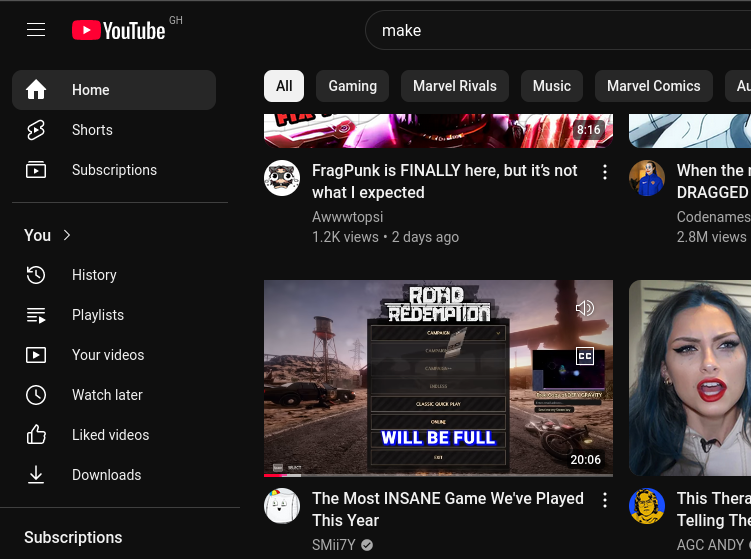 YouTube GH
make
Home
All
Gaming
Marvel Rivals
Music
Marvel Comics
Au
Shorts
8:16
Subscriptions
FragPunk is FINALLY here, but it's not
what I expected
When the
DRAGGED
Awwwtopsi
Codenames
1.2K views • 2 days ago
2.8M views
You
History
Playlists
Your videos
Watch later
Liked videos
Downloads
Subscriptions
ROAD
REDEMPTION
CAMPAIGN
CAMPAIGN
CAMPAIGN
ENDLESS
CLASSIC QUICK PLAY
ONLINE
WILL BE FULL
EXIT
SELECT
CC
20:06
The Most INSANE Game We've Played
This Year
This Thera
Telling The
SMii7Y
AGC ANDY